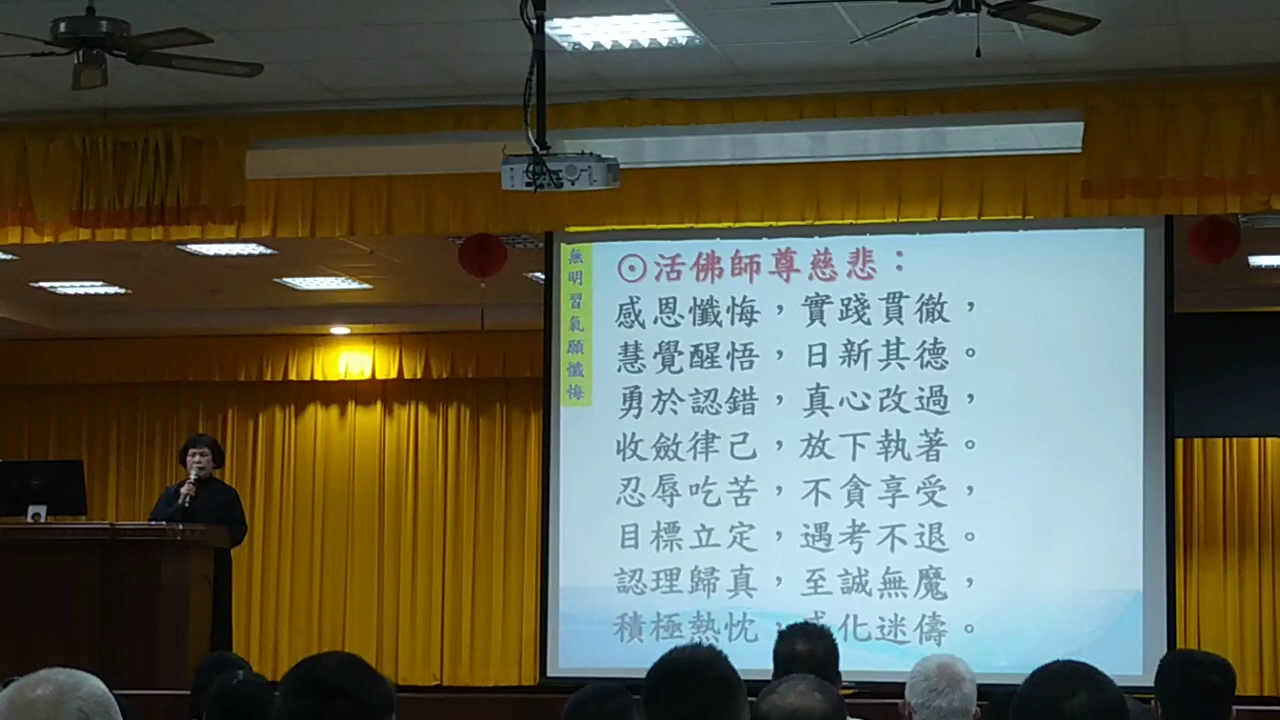 無明習氣願懺悔
⊙活佛師尊慈悲：
感恩懺悔，實踐貫徹，
慧覺醒悟，日新其德。
勇於認錯，真心改過，
收斂律己，放下執著。
忍辱吃苦，不貪享受，
目標立定，遇考不退。
認理歸真，至誠無魔，
積極熱忱，化迷儔。